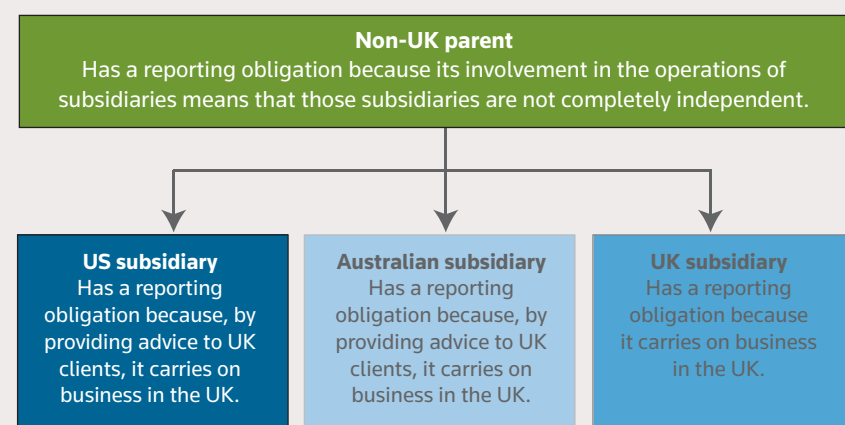 Non-UK parent
Has a reporting obligation because its involvement in the operations of
subsidiaries means that those subsidiaries are not completely independent.
US subsidiary
Has a reporting
obligation because, by
providing advice to UK
clients, it carries on
business in the UK.
Australian subsidiary
Has a reporting
obligation because, by
providing advice to UK
clients, it carries on
business in the UK.
UK subsidiary
Has a reporting
obligation because
it carries on business
in the UK.